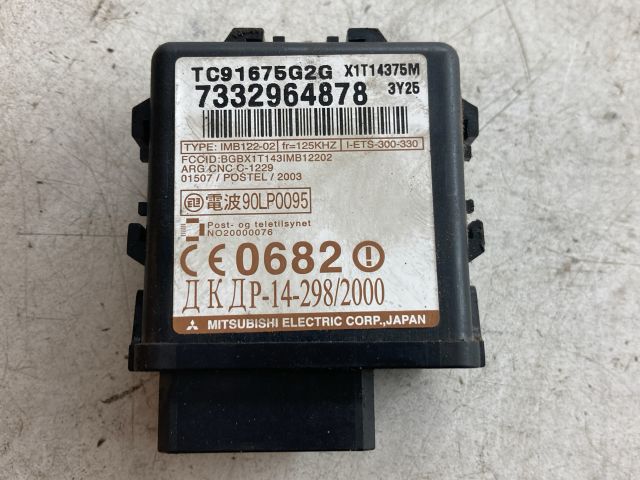 TC91675G2G X1T14375M
7332964878 3Y25
TYPE: IMB122-02 fr=125KHZ I-ETS-300-330
FCCID:BGBX1T143IMB12202
ARG.CNC C-1229
01507 / POSTEL / 2003
電波90LP0095
Post- og teletilsynet
NO20000076
CE0682
ДКДР-14-298/2000
MITSUBISHI ELECTRIC CORP.,JAPAN